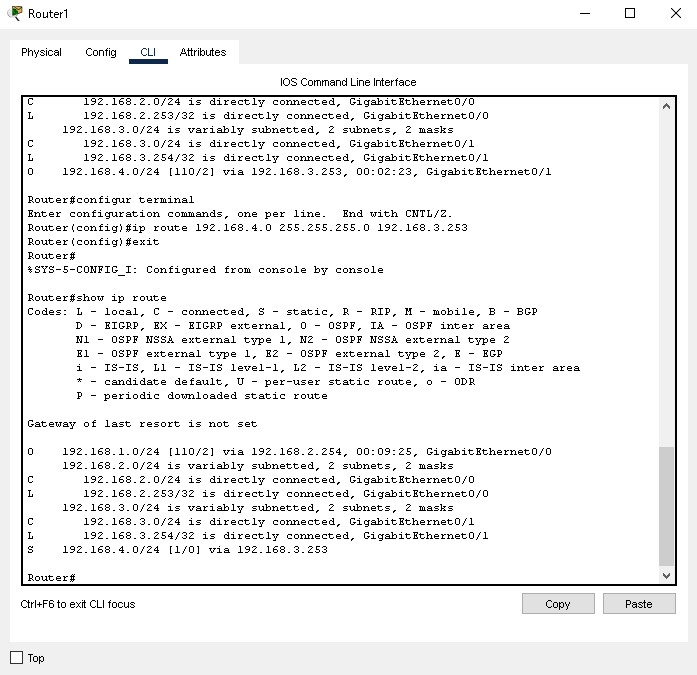 Router1
Physical Config CLI Attributes
IOS Command Line Interface
C 192.168.2.0/24 is directly connected, GigabitEthernet0/0
L 192.168.2.253/32 is directly connected, GigabitEthernet0/0
192.168.3.0/24 is variably subnetted, 2 subnets, 2 masks
C 192.168.3.0/24 is directly connected, GigabitEthernet0/1
L 192.168.3.254/32 is directly connected, GigabitEthernet0/1
O 192.168.4.0/24 [110/2] via 192.168.3.253, 00:02:23, GigabitEthernet0/1
Router#configur terminal
Enter configuration commands, one per line. End with CNTL/Z.
Router(config)#ip route 192.168.4.0 255.255.255.0 192.168.3.253
Router(config)#exit
Router#
%SYS-5-CONFIG_I: Configured from console by console
Router#show ip route
Codes: L - local, C - connected, S - static, R - RIP, M - mobile, B - BGP
D - EIGRP, EX - EIGRP external, O - OSPF, IA - OSPF inter area
N1 - OSPF NSSA external type 1, N2 - OSPF NSSA external type 2
E1 - OSPF external type 1, E2 - OSPF external type 2, E - EGP
i - IS-IS, L1 - IS-IS level-1, L2 - IS-IS level-2, ia - IS-IS inter area
* - candidate default, U - per-user static route, o - ODR
P - periodic downloaded static route
Gateway of last resort is not set
O 192.168.1.0/24 [110/2] via 192.168.2.254, 00:09:25, GigabitEthernet0/0
192.168.2.0/24 is variably subnetted, 2 subnets, 2 masks
C 192.168.2.0/24 is directly connected, GigabitEthernet0/0
L 192.168.2.253/32 is directly connected, GigabitEthernet0/0
192.168.3.0/24 is variably subnetted, 2 subnets, 2 masks
C 192.168.3.0/24 is directly connected, GigabitEthernet0/1
L 192.168.3.254/32 is directly connected, GigabitEthernet0/1
S 192.168.4.0/24 [1/0] via 192.168.3.253
Router#
Ctrl+F6 to exit CLI focus
Copy Paste
Top